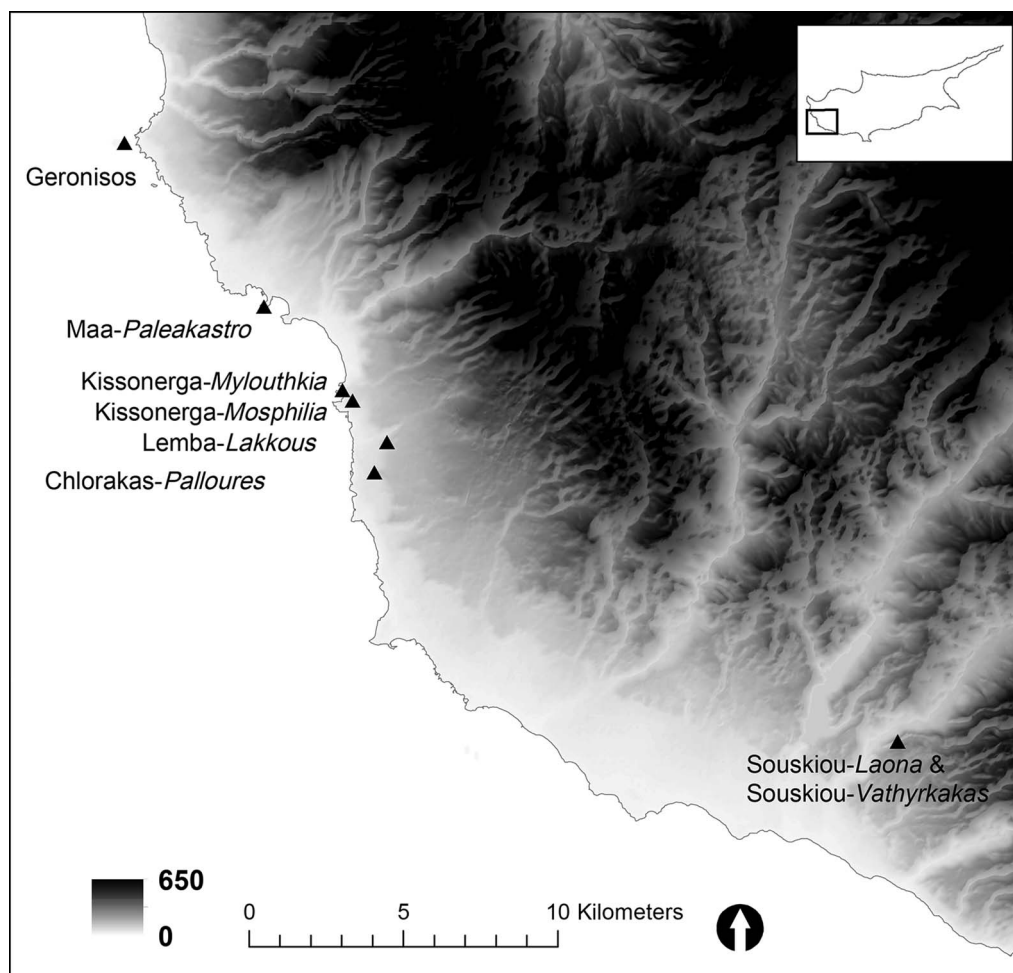 Geronisos
Maa-Paleakastro
Kissonerga-Mylouthkia
Kissonerga-Mosphilia
Lemba-Lakkous
Chlorakas-Palloures
Souskiou-Laona &
Souskiou-Vathyrkakas
650
0
0 5 10 Kilometers